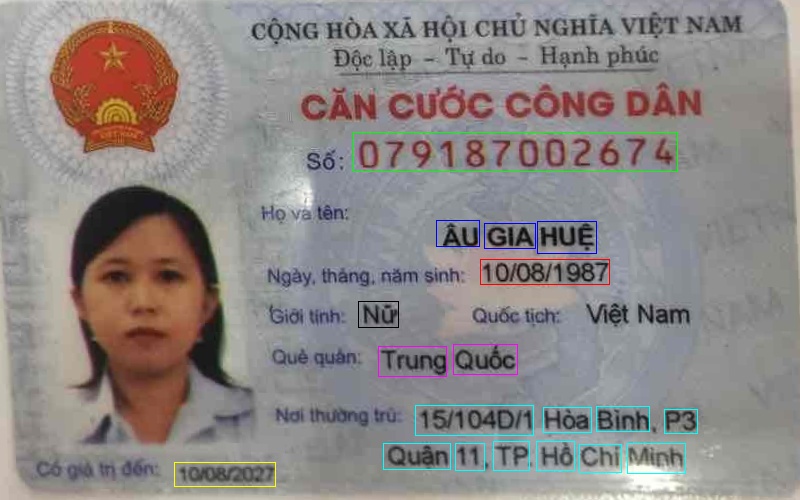 CỘNG HÒA XÃ HỘI CHỦ NGHĨA VIỆT NAM
Độc lập - Tự do - Hạnh phúc
CĂN CƯỚC CÔNG DÂN
Số: 079187002674
Họ và tên:
ÂU GIA HUỆ
Ngày, tháng, năm sinh: 10/08/1987
Giới tính: Nữ Quốc tịch: Việt Nam
Quê quán: Trung Quốc
Nơi thường trú: 15/104D/1 Hòa Bình, P3
Quận 11, TP. Hồ Chí Minh
Có giá trị đến: 10/08/2027